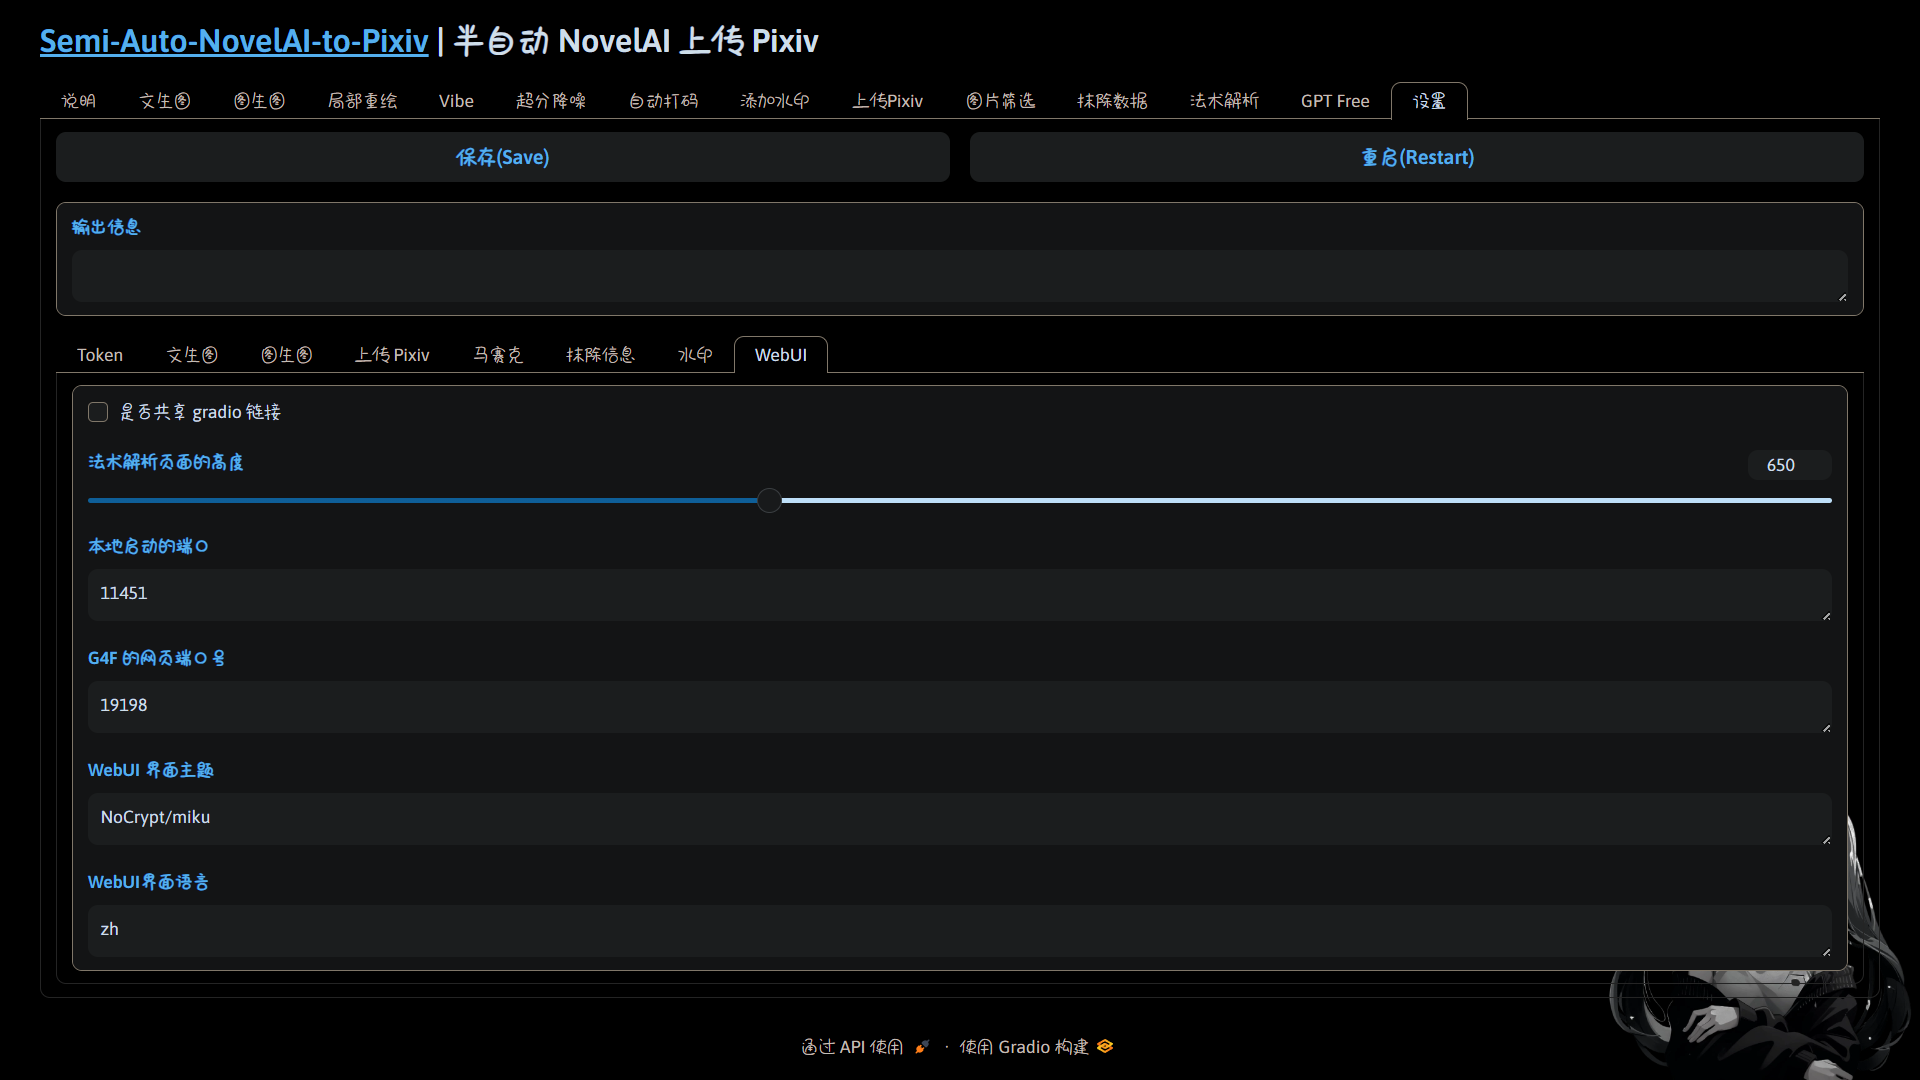 Semi-Auto-NovelAI-to-Pixiv | 半自动 NovelAI 上传 Pixiv
说明 文生图 图生图 局部重绘 Vibe 超分降噪 自动打码 添加水印 上传Pixiv 图片筛选 抹除数据 法术解析 GPT Free 设置
保存(Save) 重启(Restart)
输出信息
Token 文生图 图生图 上传 Pixiv 马赛克 抹除信息 水印 WebUI
是否共享 gradio 链接
法术解析页面的高度 650
本地启动的端口
11451
G4F 的网页端口号
19198
WebUI 界面主题
NoCrypt/miku
WebUI界面语言
zh
通过 API 使用 · 使用 Gradio 构建